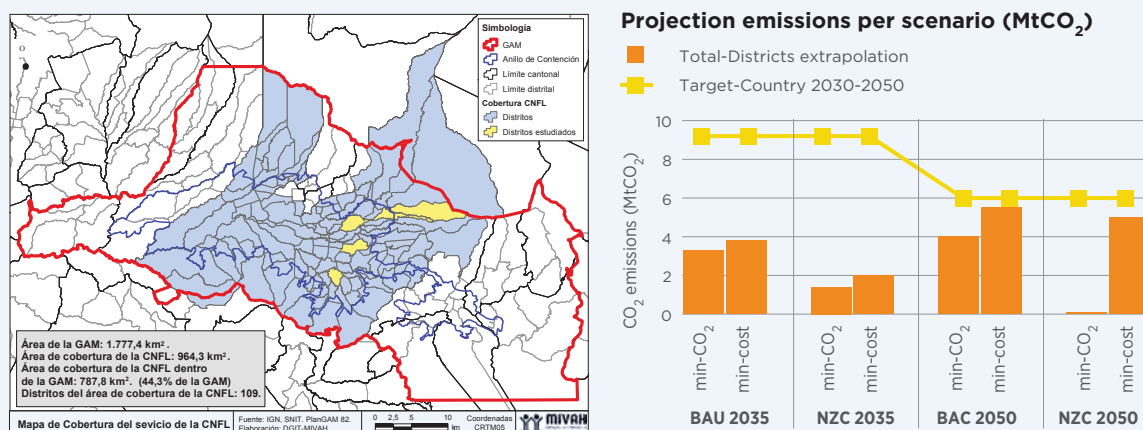 Simbología
GAM
Anillo de Contención
Límite cantonal
Límite distrital
Cobertura CNFL
Distritos
Distritos estudiados
Área de la GAM: 1.777,4 km².
Área de cobertura de la CNFL: 964,3 km².
Área de cobertura de la CNFL dentro
de la GAM: 787,8 km². (44,3% de la GAM)
Distritos del área de cobertura de la CNFL: 109.
Mapa de Cobertura del sevicio de la CNFL
Fuente: IGN, SNIT. PlanGAM 82.
Elaboración: DGIT-MIVAH
0 2,5 5 10
km
Coordenadas
CRTM05
MIVAH
Projection emissions per scenario (MtCO₂)
Total-Districts extrapolation
Target-Country 2030-2050
CO₂ emissions (MtCO₂)
10
8
6
4
2
0
min-CO₂
min-cost
min-CO₂
min-cost
min-CO₂
min-cost
min-CO₂
min-cost
BAU 2035
NZC 2035
BAC 2050
NZC 2050